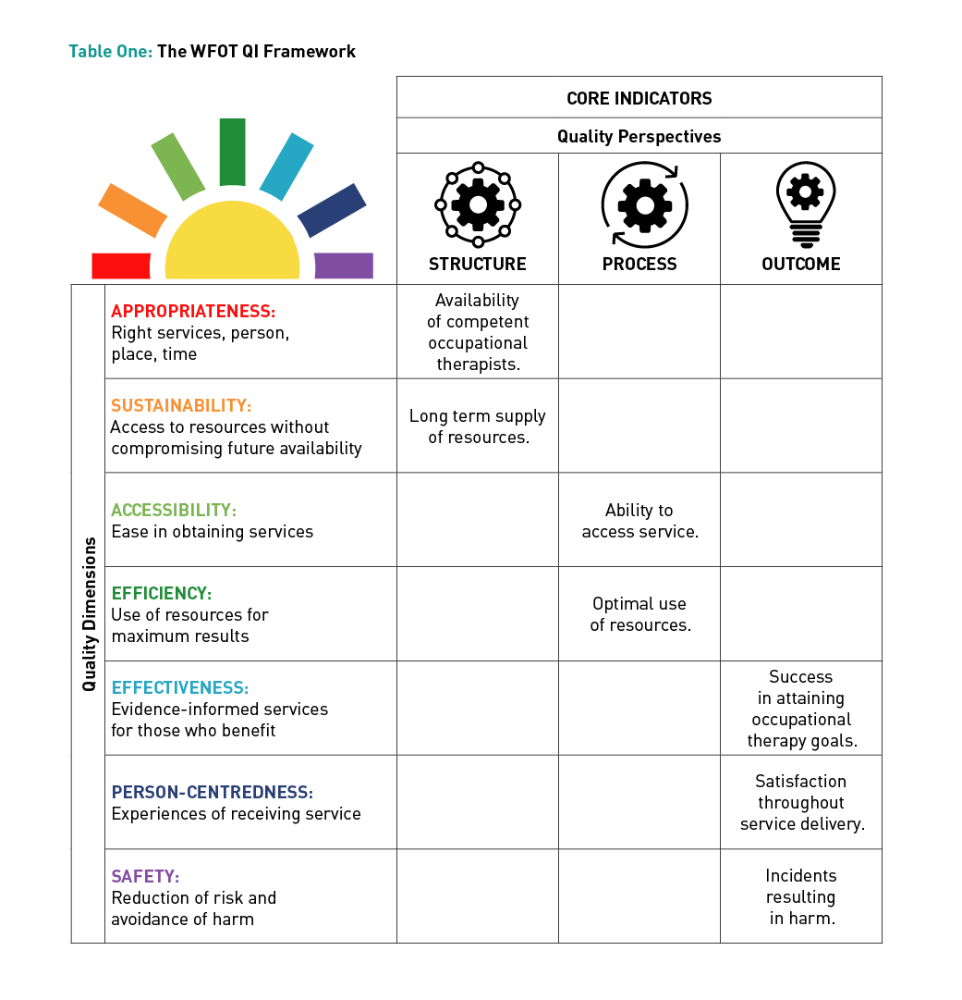 Table One: The WFOT QI Framework
CORE INDICATORS
Quality Perspectives
STRUCTURE
PROCESS
OUTCOME
Quality Dimensions
APPROPRIATENESS:
Right services, person,
place, time
Availability
of competent
occupational
therapists.
SUSTAINABILITY:
Access to resources without
compromising future availability
Long term supply
of resources.
ACCESSIBILITY:
Ease in obtaining services
Ability to
access service.
EFFICIENCY:
Use of resources for
maximum results
Optimal use
of resources.
EFFECTIVENESS:
Evidence-informed services
for those who benefit
Success
in attaining
occupational
therapy goals.
PERSON-CENTREDNESS:
Experiences of receiving service
Satisfaction
throughout
service delivery.
SAFETY:
Reduction of risk and
avoidance of harm
Incidents
resulting
in harm.